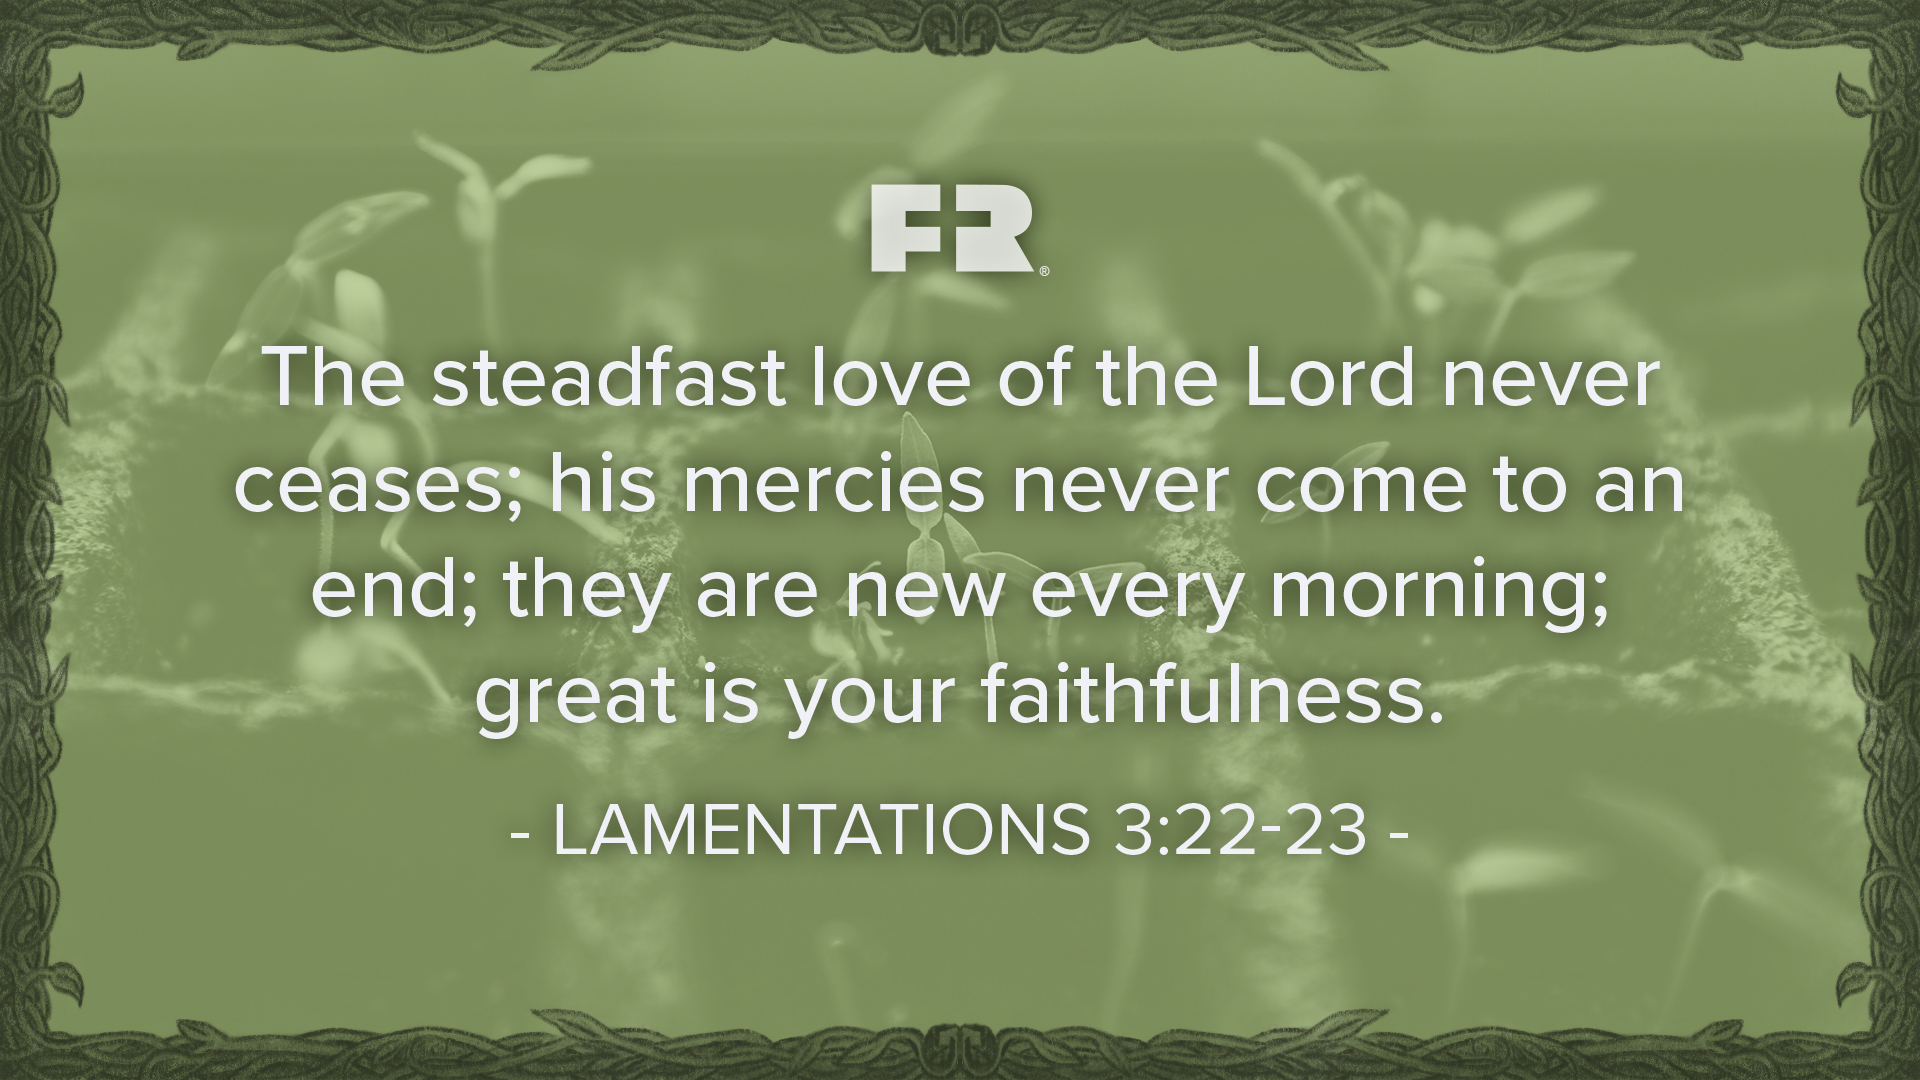 FR®
The steadfast love of the Lord never
ceases; his mercies never come to an
end; they are new every morning;
great is your faithfulness.
- LAMENTATIONS 3:22-23 -